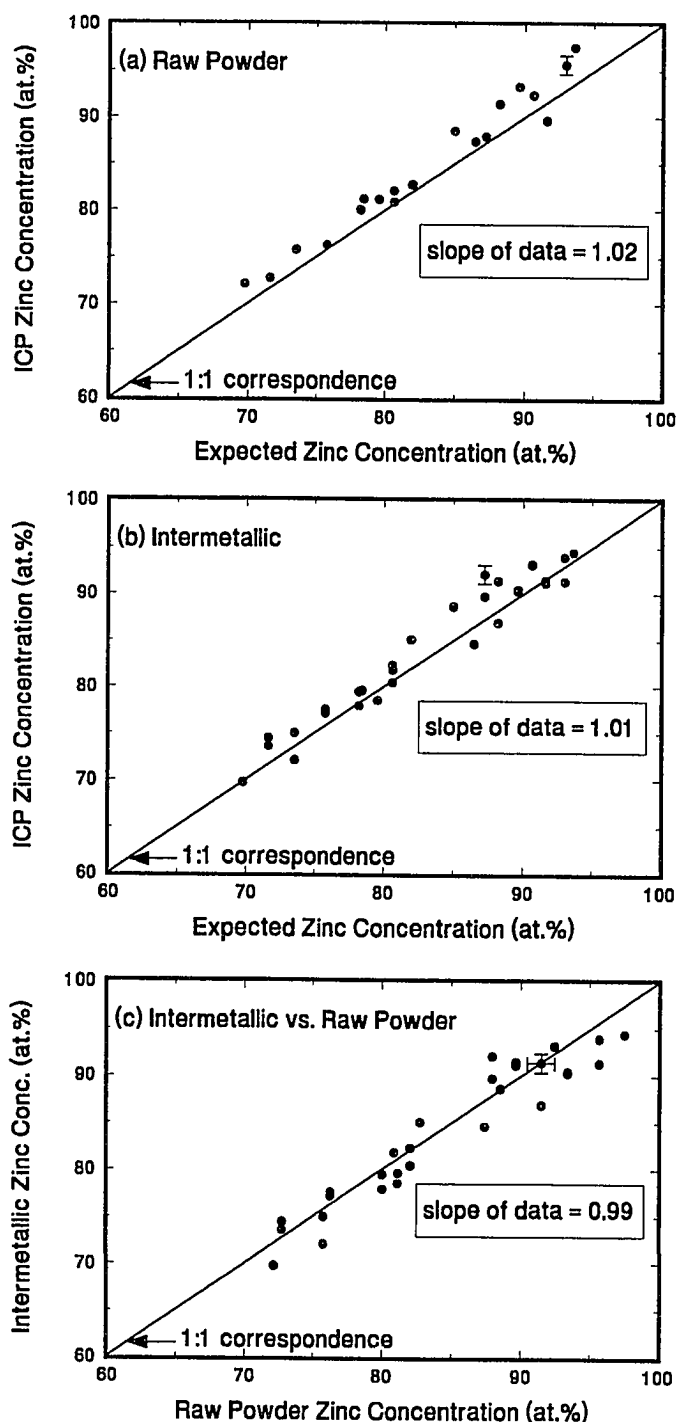 100
(a) Raw Powder
90
80
slope of data = 1.02
70
1:1 correspondence
60
60 70 80 90 100
ICP Zinc Concentration (at.%)
Expected Zinc Concentration (at.%)
100
(b) Intermetallic
90
80
slope of data = 1.01
70
1:1 correspondence
60
60 70 80 90 100
ICP Zinc Concentration (at.%)
Expected Zinc Concentration (at.%)
100
(c) Intermetallic vs. Raw Powder
90
80
slope of data = 0.99
70
1:1 correspondence
60
60 70 80 90 100
Intermetallic Zinc Conc. (at.%)
Raw Powder Zinc Concentration (at.%)